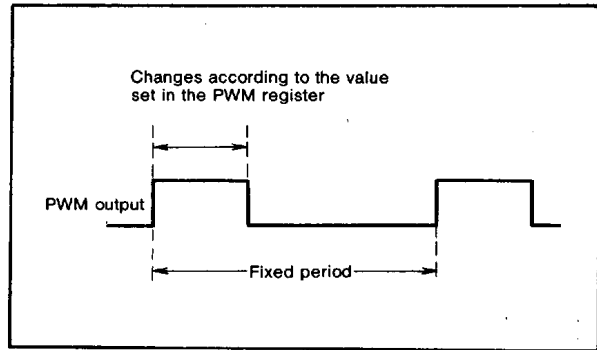 Changes according to the value
set in the PWM register
PWM output
Fixed period